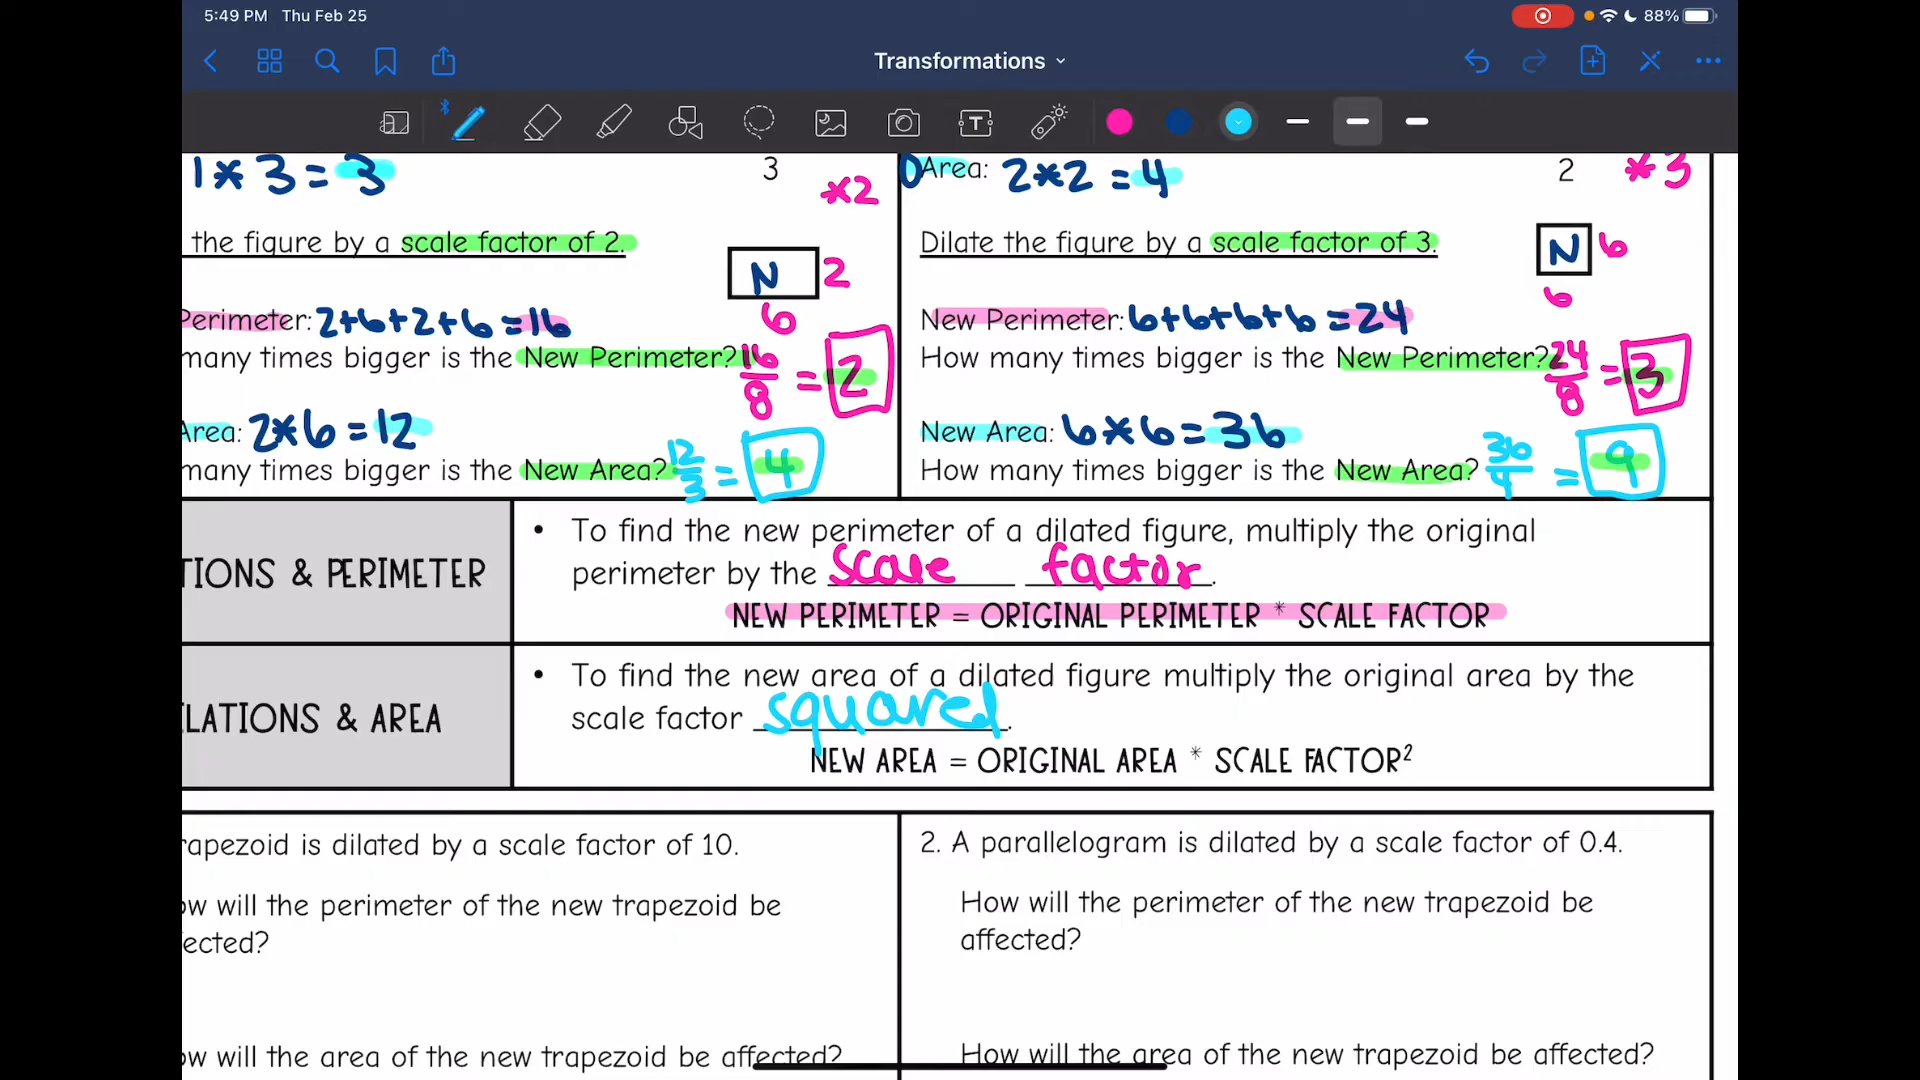 5:49 PM Thu Feb 25
88%
Transformations
1 * 3 = 3
3
*2
the figure by a scale factor of 2.
N 2
6
Perimeter: 2+6+2+6 = 16
many times bigger is the New Perimeter? 16/8 = 2
Area: 2*6 = 12
many times bigger is the New Area? 12/3 = 4
Area: 2*2 = 4
2
*3
Dilate the figure by a scale factor of 3.
N 6
6
New Perimeter: 6+6+6+6 = 24
How many times bigger is the New Perimeter? 24/8 = 3
New Area: 6*6 = 36
How many times bigger is the New Area? 36/4 = 9
TIONS & PERIMETER
• To find the new perimeter of a dilated figure, multiply the original
perimeter by the scale factor.
NEW PERIMETER = ORIGINAL PERIMETER * SCALE FACTOR
LATIONS & AREA
• To find the new area of a dilated figure multiply the original area by the
scale factor squared.
NEW AREA = ORIGINAL AREA * SCALE FACTOR²
rapezoid is dilated by a scale factor of 10.
ow will the perimeter of the new trapezoid be
ected?
ow will the area of the new trapezoid be affected?
2. A parallelogram is dilated by a scale factor of 0.4.
How will the perimeter of the new trapezoid be
affected?
How will the area of the new trapezoid be affected?